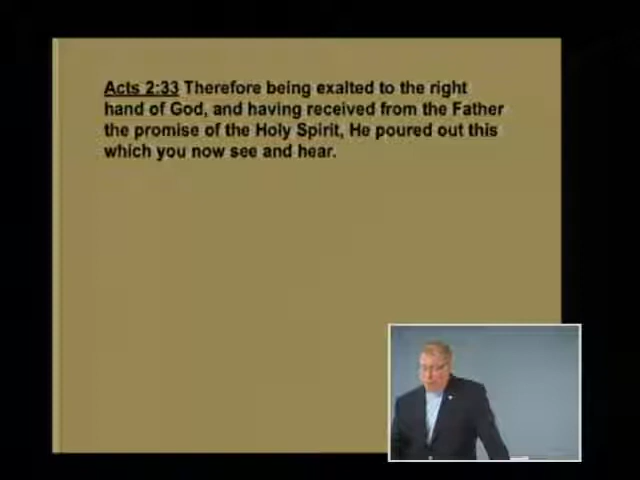 Acts 2:33 Therefore being exalted to the right
hand of God, and having received from the Father
the promise of the Holy Spirit, He poured out this
which you now see and hear.